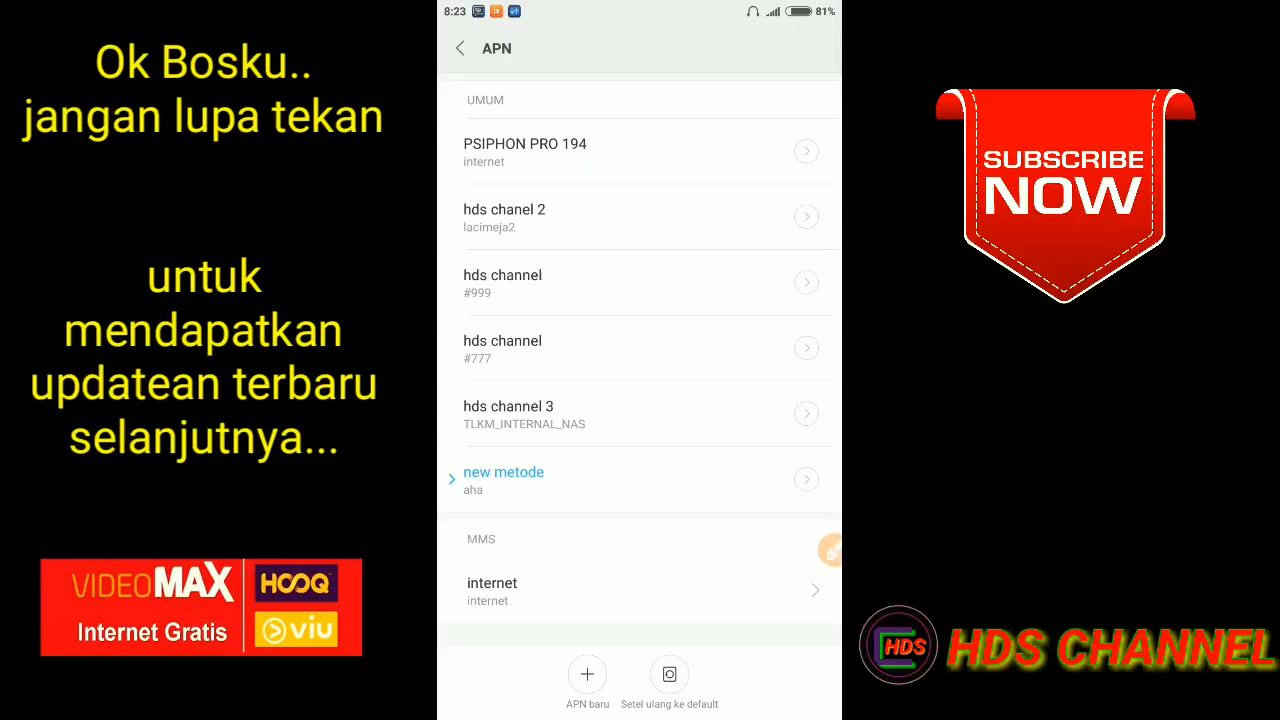 Ok Bosku..
jangan lupa tekan
untuk
mendapatkan
updatean terbaru
selanjutnya...
VIDEOMAX
Internet Gratis
HOOQ
viu
8:23
81%
APN
UMUM
PSIPHON PRO 194
internet
hds chanel 2
lacimeja2
hds channel
#999
hds channel
#777
hds channel 3
TLKM_INTERNAL_NAS
new metode
aha
MMS
internet
internet
APN baru
Setel ulang ke default
SUBSCRIBE
NOW
HDS
HDS CHANNEL